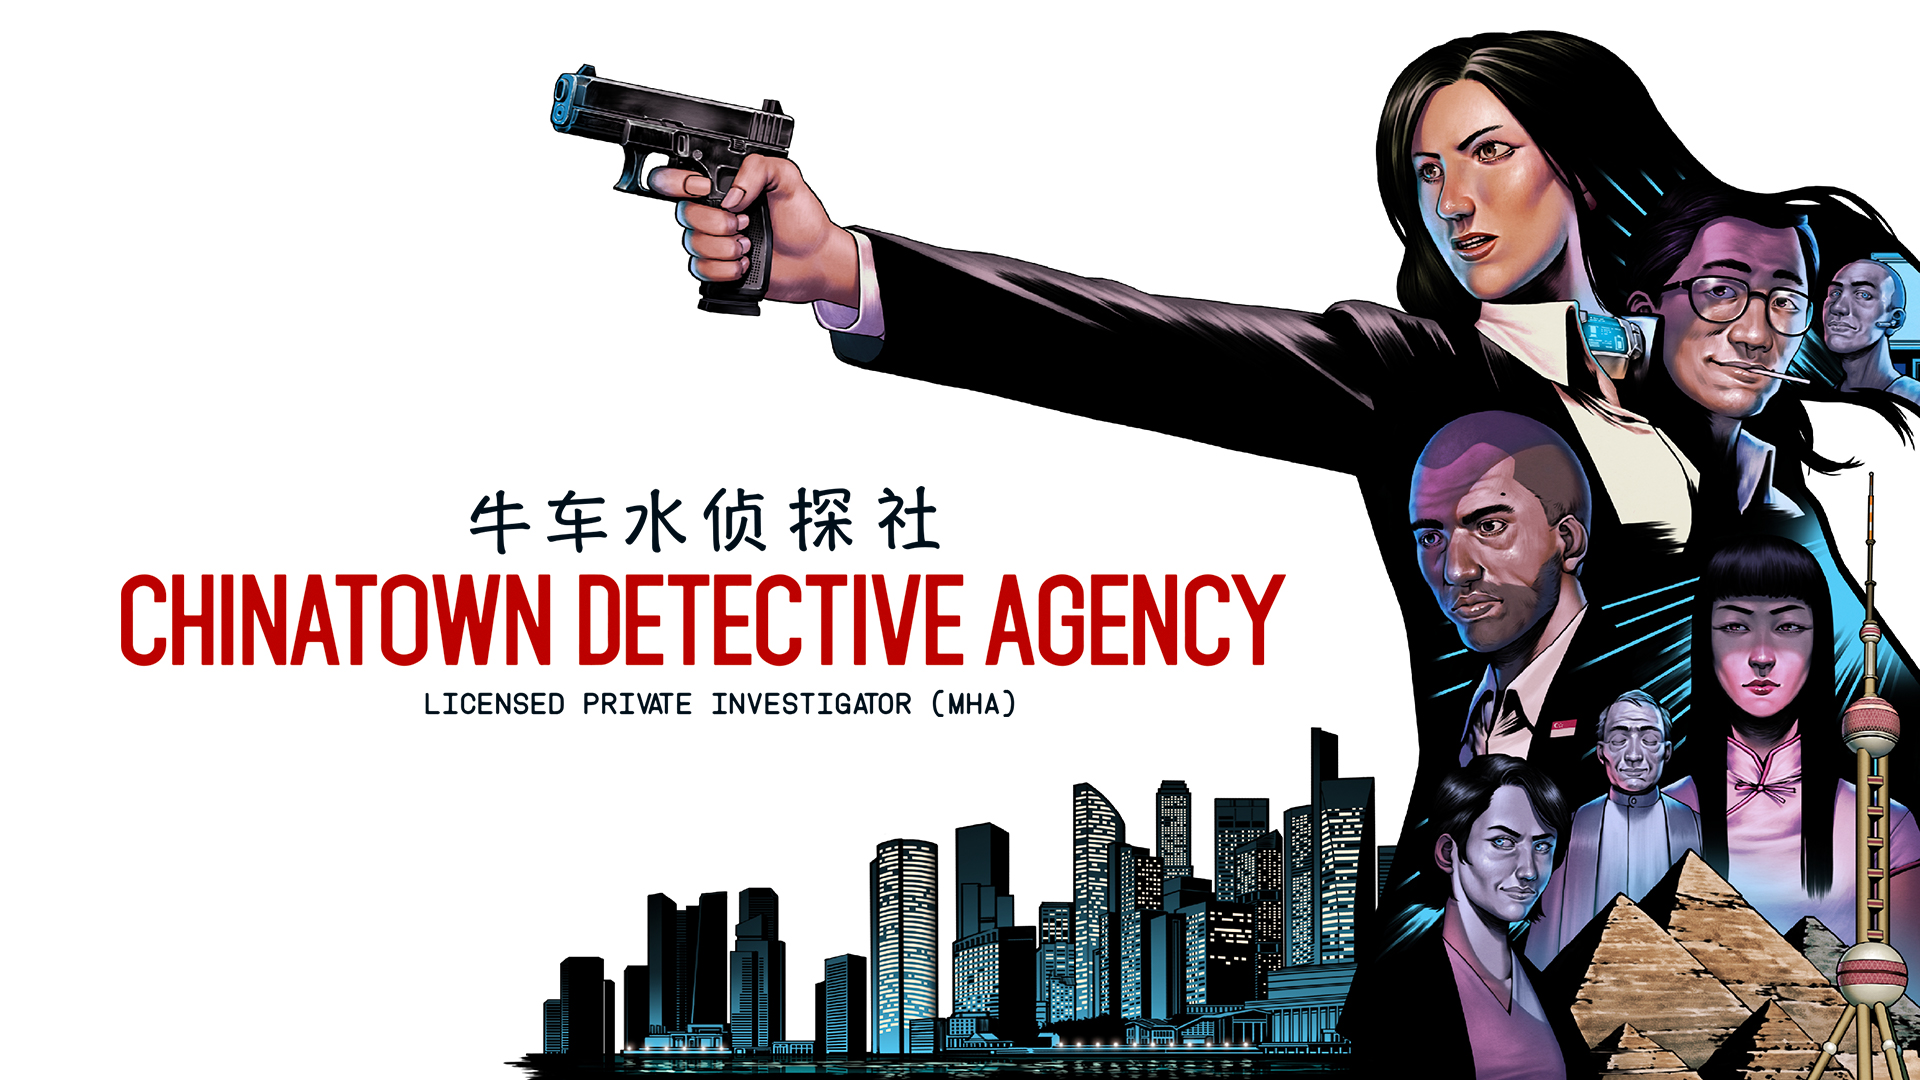 牛车水侦探社
CHINATOWN DETECTIVE AGENCY
LICENSED PRIVATE INVESTIGATOR (MHA)